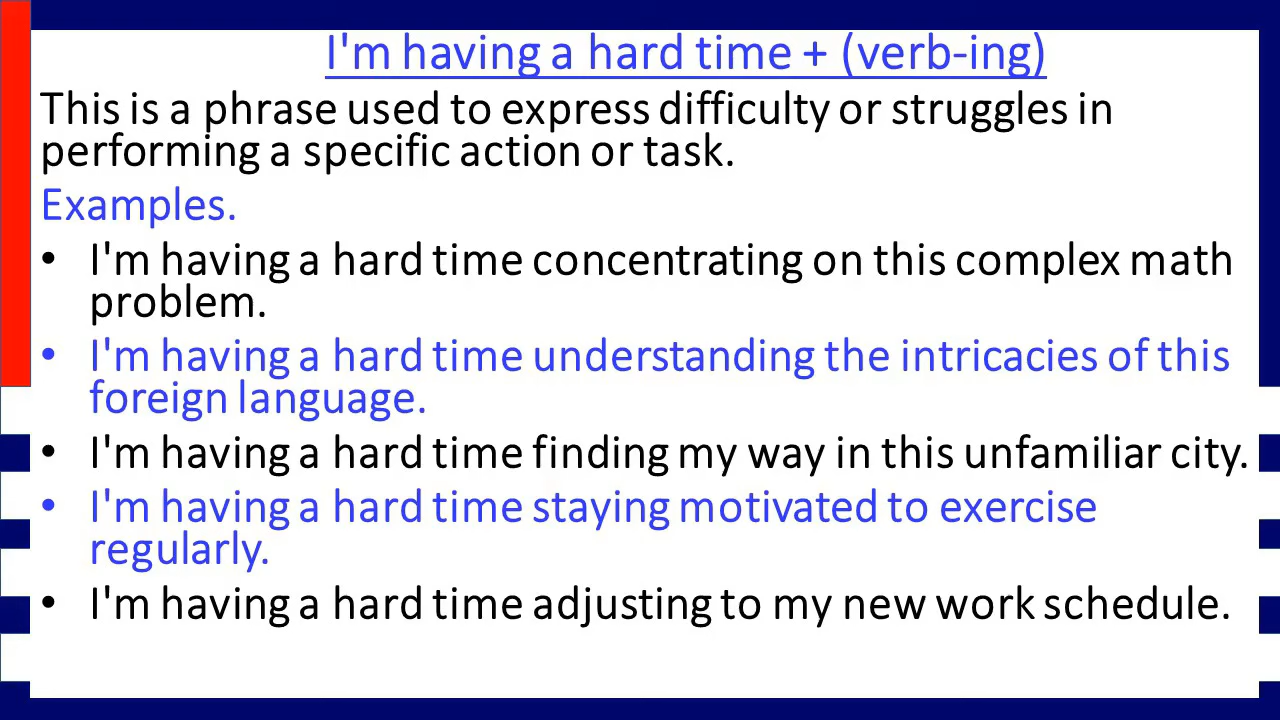 I'm having a hard time + (verb-ing)
This is a phrase used to express difficulty or struggles in
performing a specific action or task.
Examples.
• I'm having a hard time concentrating on this complex math
problem.
• I'm having a hard time understanding the intricacies of this
foreign language.
• I'm having a hard time finding my way in this unfamiliar city.
• I'm having a hard time staying motivated to exercise
regularly.
• I'm having a hard time adjusting to my new work schedule.